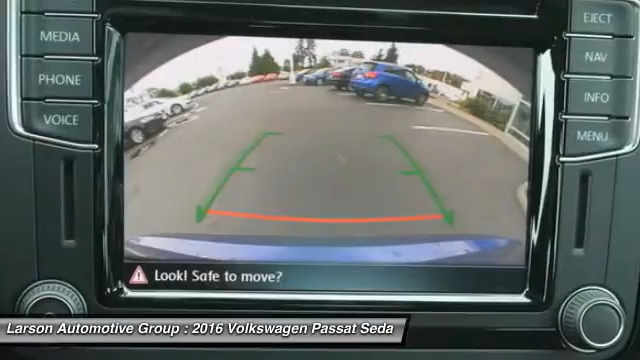 MEDIA
PHONE
VOICE
EJECT
NAV
INFO
MENU
Look! Safe to move?
Larson Automotive Group : 2016 Volkswagen Passat Seda